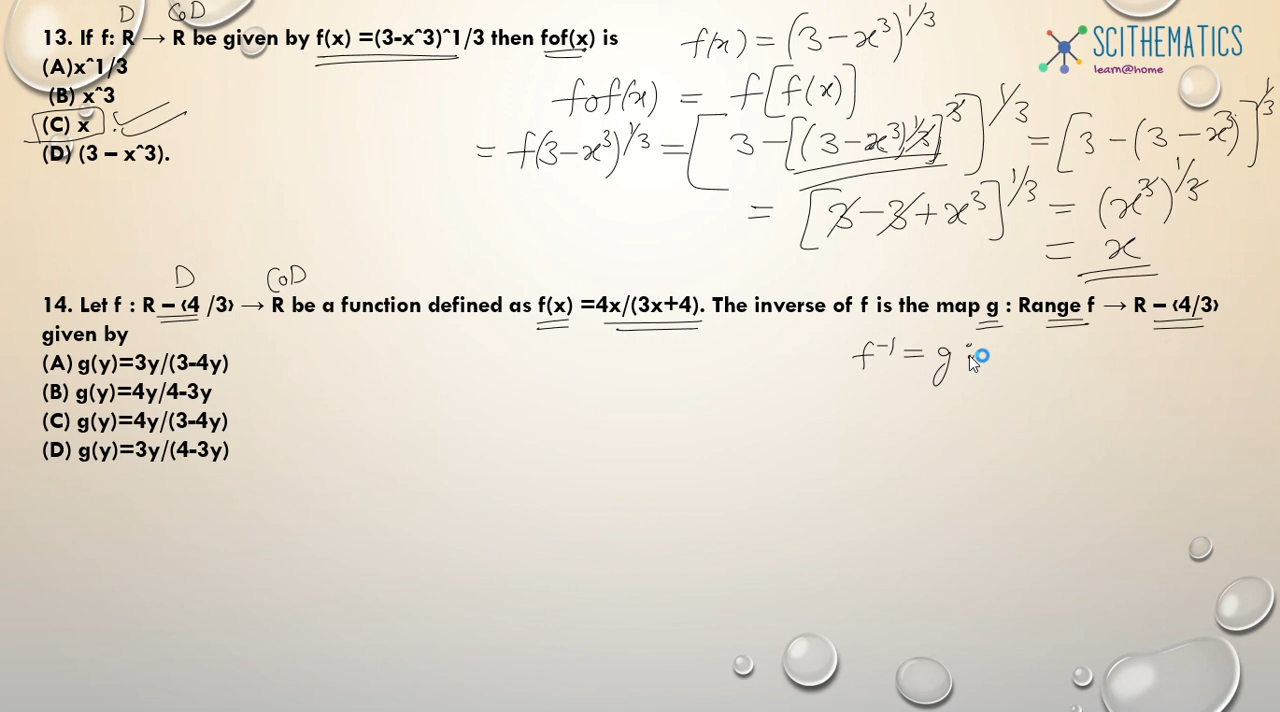 D CoD
13. If f: R → R be given by f(x) =(3-x^3)^1/3 then fof(x) is
(A)x^1/3
(B) x^3
(C) x
(D) (3 – x^3).
f(x) = (3-x³)^1/3
fof(x) = f[f(x)]
= f(3-x³)^1/3 = [3-[(3-x³)^1/3]^3]^1/3 = [3-(3-x³)]^1/3
= [3-3+x³]^1/3 = (x³)^1/3
= x
SCITHEMATICS
learn@home
D CoD
14. Let f : R – ‹4 /3› → R be a function defined as f(x) =4x/(3x+4). The inverse of f is the map g : Range f → R – ‹4/3›
given by
(A) g(y)=3y/(3-4y)
(B) g(y)=4y/4-3y
(C) g(y)=4y/(3-4y)
(D) g(y)=3y/(4-3y)
f⁻¹ = g :